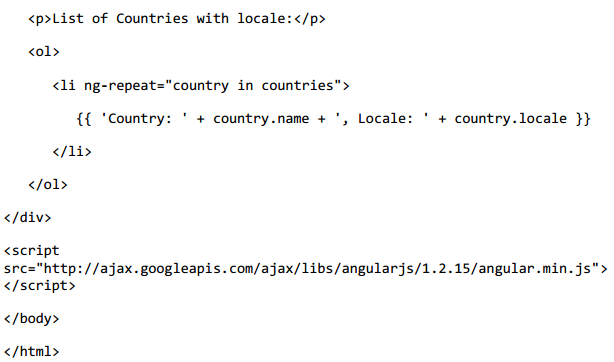 <p>List of Countries with locale:</p>
<ol>
<li ng-repeat="country in countries">
{{ 'Country: ' + country.name + ', Locale: ' + country.locale }}
</li>
</ol>
</div>
<script
src="http://ajax.googleapis.com/ajax/libs/angularjs/1.2.15/angular.min.js">
</script>
</body>
</html>